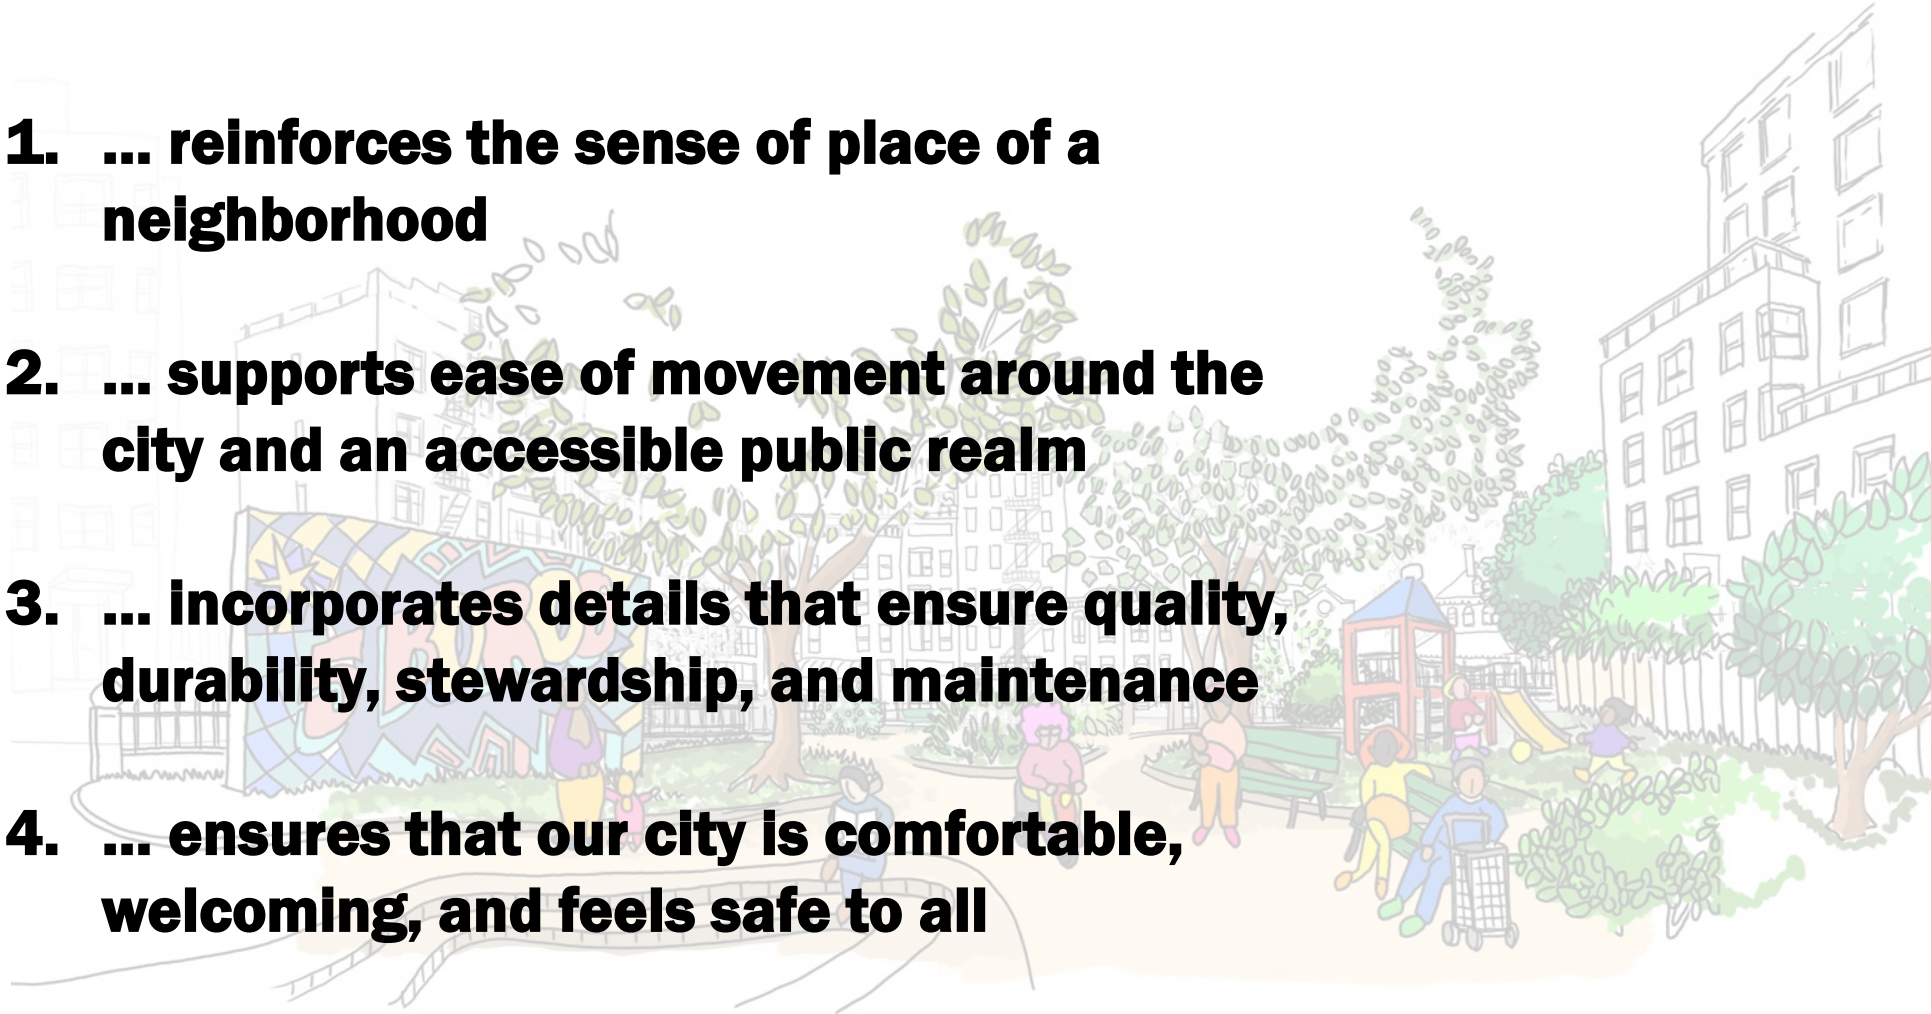 1. ... reinforces the sense of place of a
neighborhood
2. ... supports ease of movement around the
city and an accessible public realm
3. ... incorporates details that ensure quality,
durability, stewardship, and maintenance
4. ... ensures that our city is comfortable,
welcoming, and feels safe to all